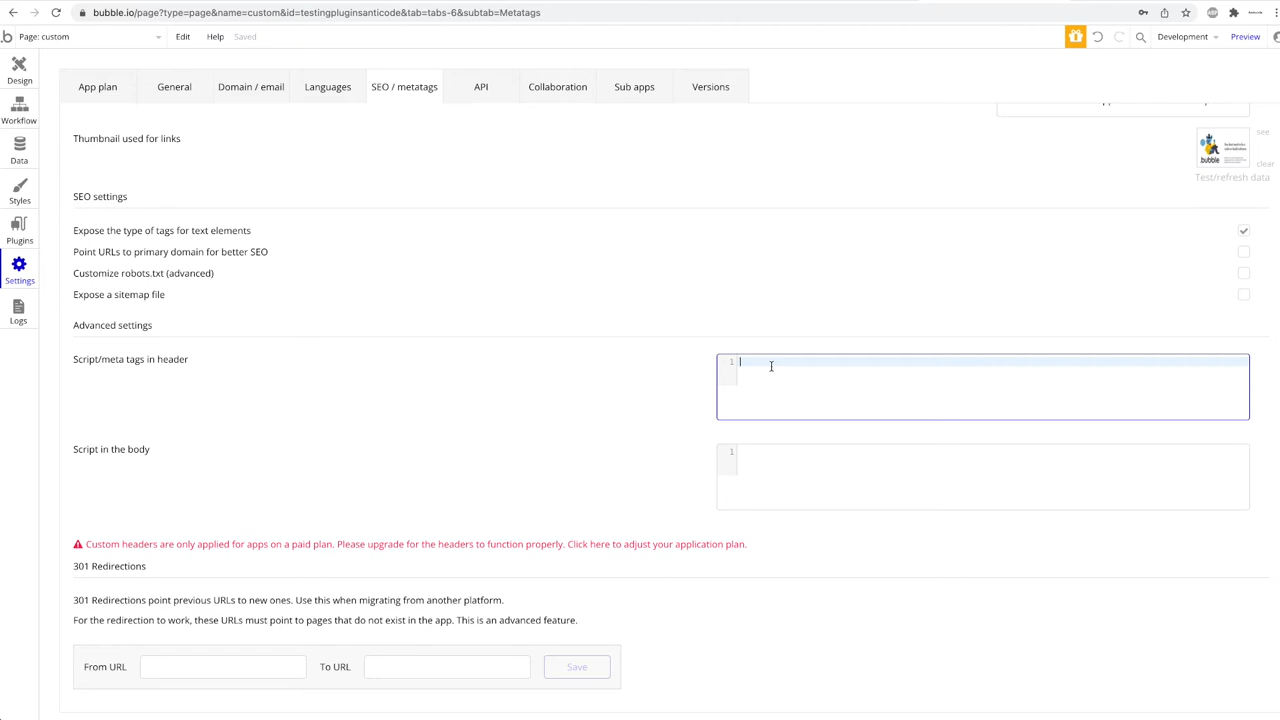 bubble.io/page?type=page&name=custom&id=testingpluginsanticode&tab=tabs-6&subtab=Metatags
Page: custom
Edit
Help
Saved
Development
Preview
Design
Workflow
Data
Styles
Plugins
Settings
Logs
App plan
General
Domain / email
Languages
SEO / metatags
API
Collaboration
Sub apps
Versions
Thumbnail used for links
.bubble
see
clear
Test/refresh data
SEO settings
Expose the type of tags for text elements
Point URLs to primary domain for better SEO
Customize robots.txt (advanced)
Expose a sitemap file
Advanced settings
Script/meta tags in header
1
Script in the body
1
Custom headers are only applied for apps on a paid plan. Please upgrade for the headers to function properly. Click here to adjust your application plan.
301 Redirections
301 Redirections point previous URLs to new ones. Use this when migrating from another platform.
For the redirection to work, these URLs must point to pages that do not exist in the app. This is an advanced feature.
From URL
To URL
Save